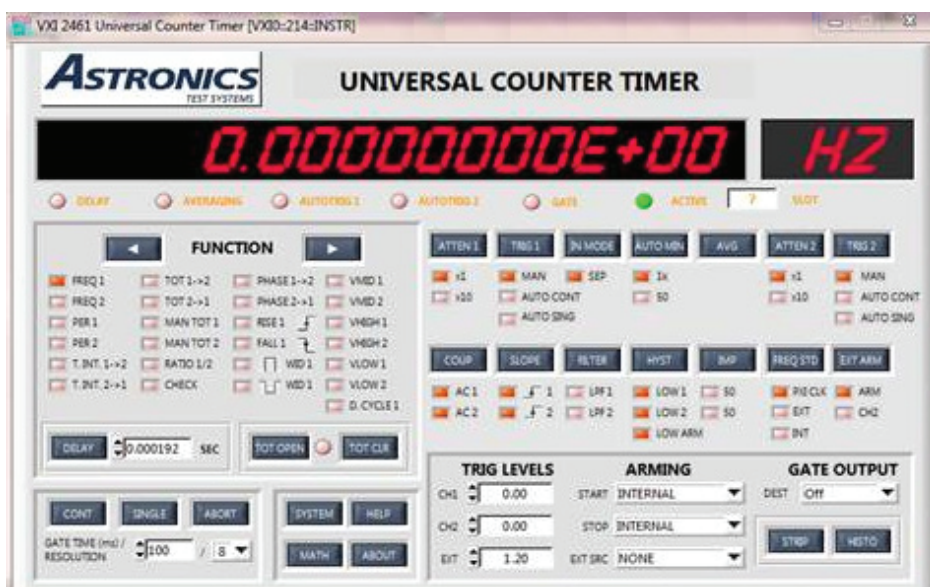 VXI 2461 Universal Counter Timer [VXI0::214::INSTR]
ASTRONICS
TEST SYSTEMS
UNIVERSAL COUNTER TIMER
0.00000000E+00 HZ
DELAY AVERAGING AUTOTRIG 1 AUTOTRIG 2 GATE ACTIVE 7 SLOT
FUNCTION
FREQ 1 TOT 1->2 PHASE 1->2 VMID 1
FREQ 2 TOT 2->1 PHASE 2->1 VMID 2
PER 1 MAN TOT 1 RISE 1 VHIGH 1
PER 2 MAN TOT 2 FALL 1 VHIGH 2
T.INT. 1->2 RATIO 1/2 WID 1 VLOW 1
T.INT. 2->1 CHECK WID 1 VLOW 2
D.CYCLE 1
DELAY 0.000192 SEC TOT OPEN TOT CLR
CONT SINGLE ABORT
GATE TIME (ms) / RESOLUTION 100 / 8
SYSTEM HELP
MATH ABOUT
ATTEN 1 TRIG 1 IN MODE AUTO MIN AVG ATTEN 2 TRIG 2
x1 MAN SEP 1x x1 MAN
x10 AUTO CONT 50 x10 AUTO CONT
AUTO SING AUTO SING
COUP SLOPE FILTER HYST IMP FREQ STD EXT ARM
AC 1 1 LPF 1 LOW 1 50 PXI CLK ARM
AC 2 2 LPF 2 LOW 2 50 EXT CH2
LOW ARM INT
TRIG LEVELS ARMING GATE OUTPUT
CH1 0.00 START INTERNAL DEST Off
CH2 0.00 STOP INTERNAL STRIP HISTO
EXT 1.20 EXT SRC NONE